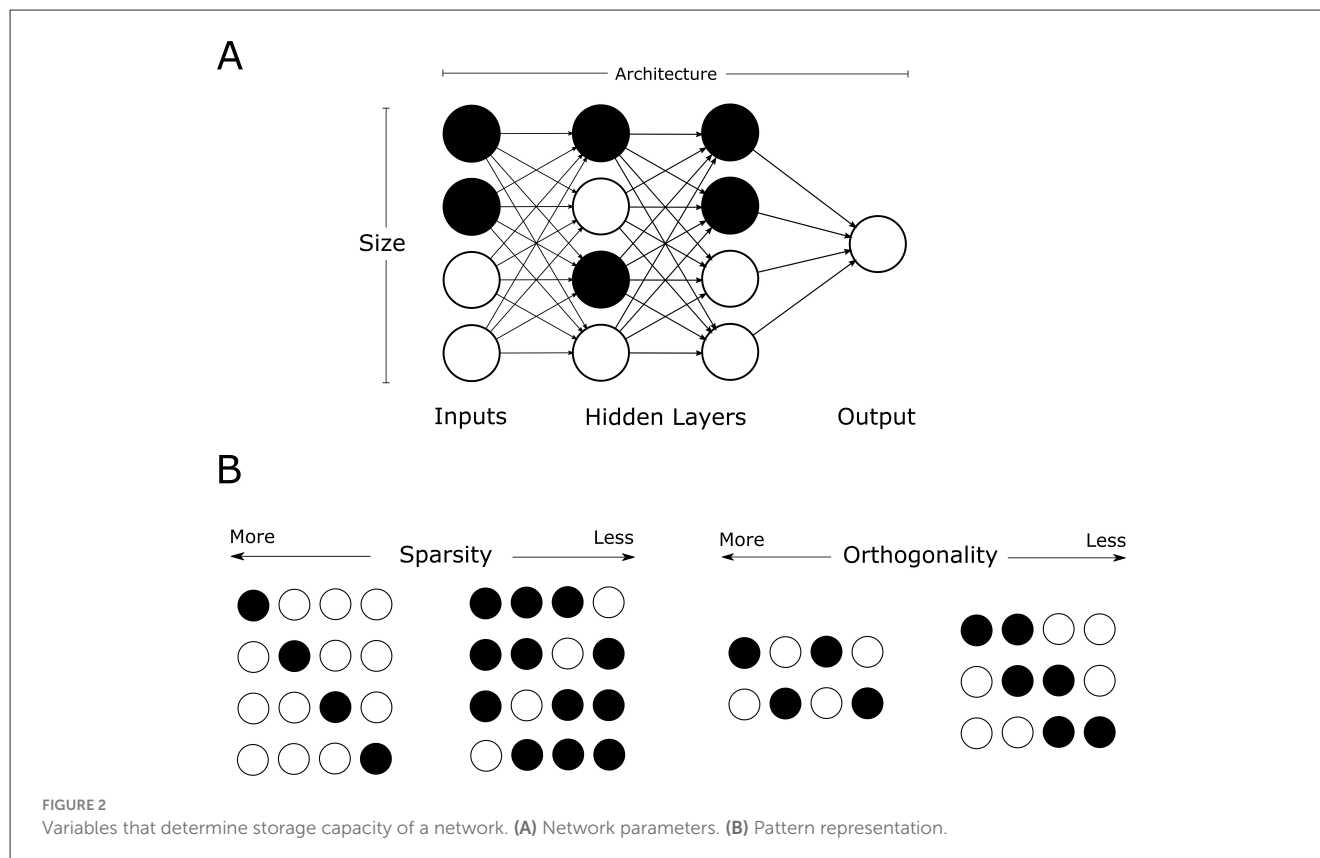 A
Architecture
Size
Inputs Hidden Layers Output
B
More Sparsity Less
More Orthogonality Less
FIGURE 2
Variables that determine storage capacity of a network. (A) Network parameters. (B) Pattern representation.